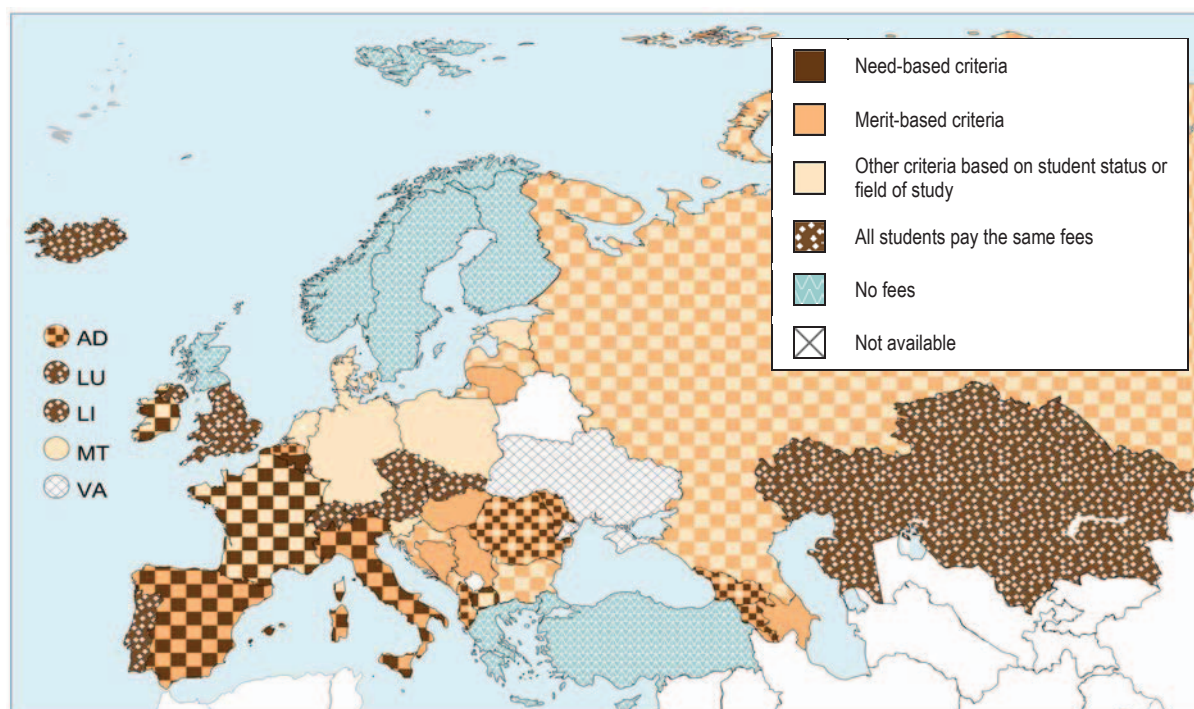 Need-based criteria
Merit-based criteria
Other criteria based on student status or
field of study
All students pay the same fees
No fees
Not available
AD
LU
LI
MT
VA